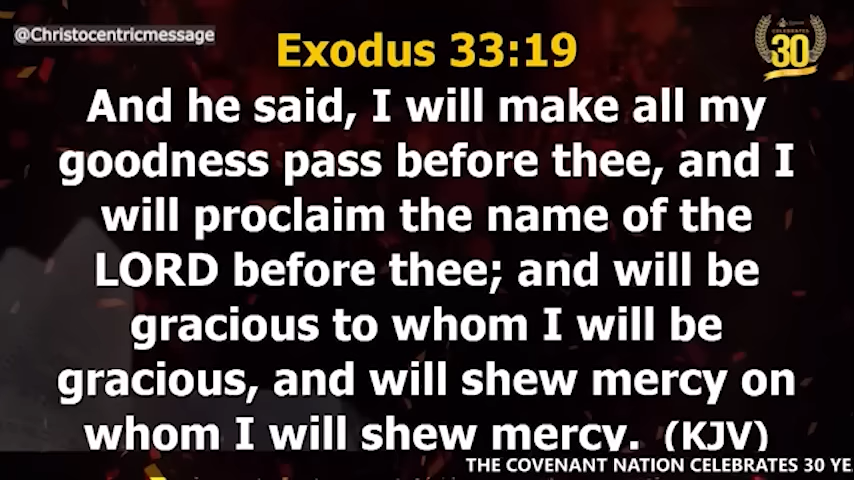 @Christocentricmessage
Exodus 33:19
And he said, I will make all my
goodness pass before thee, and I
will proclaim the name of the
LORD before thee; and will be
gracious to whom I will be
gracious, and will shew mercy on
whom I will shew mercy. (KJV)
CELEBRATES
30
THE COVENANT NATION CELEBRATES 30 YE